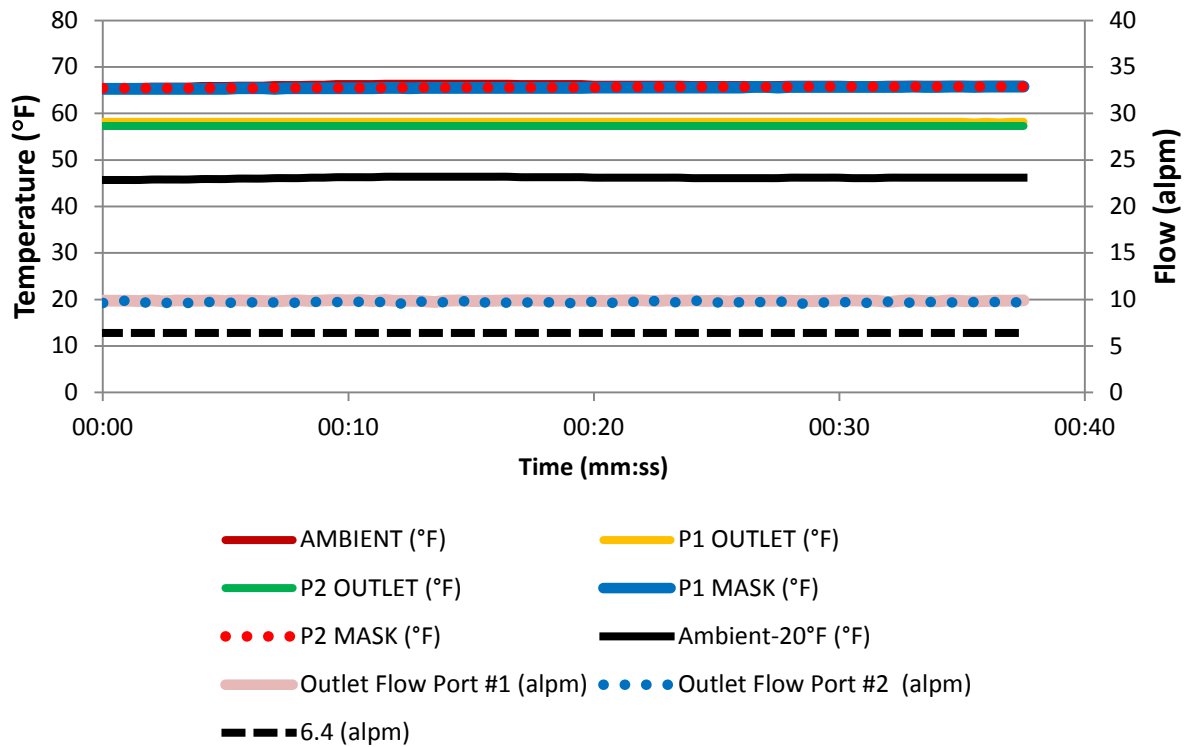 80
70
60
50
40
30
20
10
0
Temperature (°F)
40
35
30
25
20
15
10
5
0
Flow (alpm)
00:00 00:10 00:20 00:30 00:40
Time (mm:ss)
AMBIENT (°F) P1 OUTLET (°F)
P2 OUTLET (°F) P1 MASK (°F)
P2 MASK (°F) Ambient-20°F (°F)
Outlet Flow Port #1 (alpm) Outlet Flow Port #2 (alpm)
6.4 (alpm)